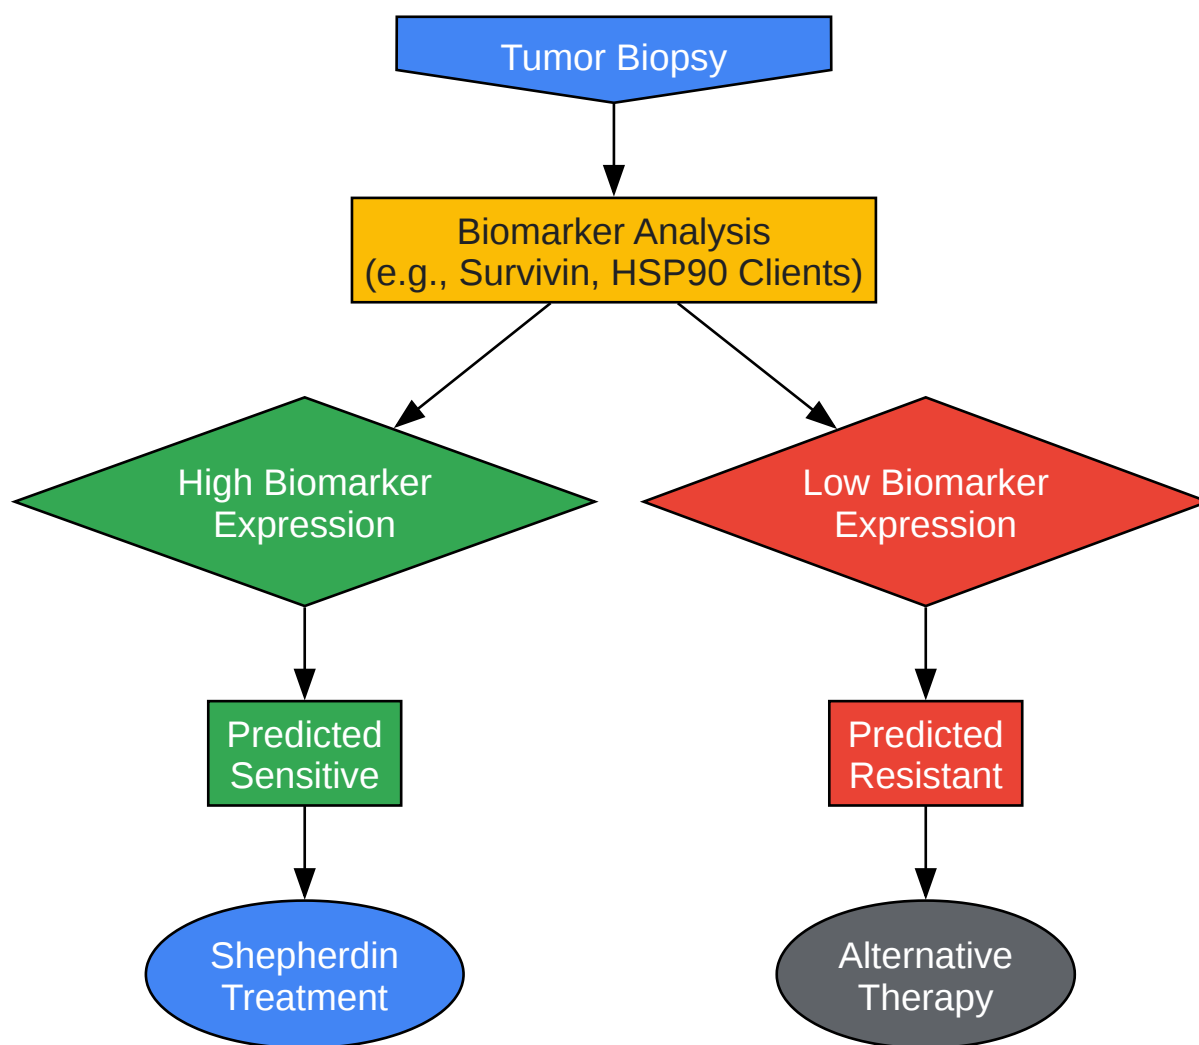 Tumor Biopsy
Biomarker Analysis
(e.g., Survivin, HSP90 Clients)
High Biomarker
Expression
Low Biomarker
Expression
Predicted
Sensitive
Predicted
Resistant
Shepherdin
Treatment
Alternative
Therapy